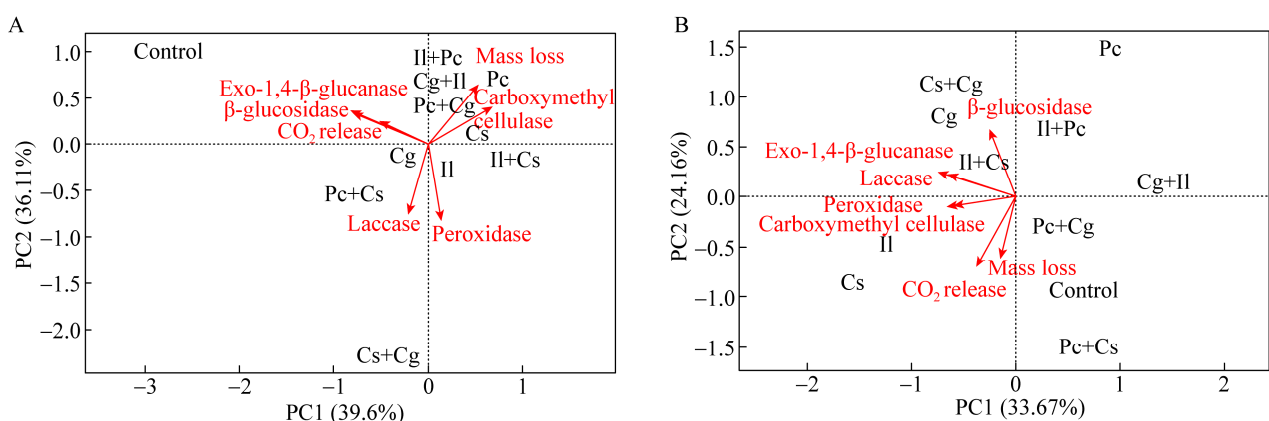 A
Control
Il+Pc
Mass loss
Cg+Il
Pc
Exo-1,4-β-glucanase
Pc+Cg
Carboxymethyl
cellulase
β-glucosidase
CO₂ release
Cs
Cg
Il
Il+Cs
Pc+Cs
Laccase
Peroxidase
Cs+Cg
1.0
0.5
0.0
−0.5
−1.0
−1.5
−2.0
PC2 (36.11%)
−3
−2
−1
0
1
PC1 (39.6%)
B
Pc
Cs+Cg
β-glucosidase
Cg
Il+Pc
Exo-1,4-β-glucanase
Il+Cs
Laccase
Cg+Il
Peroxidase
Carboxymethyl cellulase
Pc+Cg
Il
Mass loss
Cs
CO₂ release
Control
Pc+Cs
1.5
1.0
0.5
0.0
−0.5
−1.0
−1.5
PC2 (24.16%)
−2
−1
0
1
2
PC1 (33.67%)